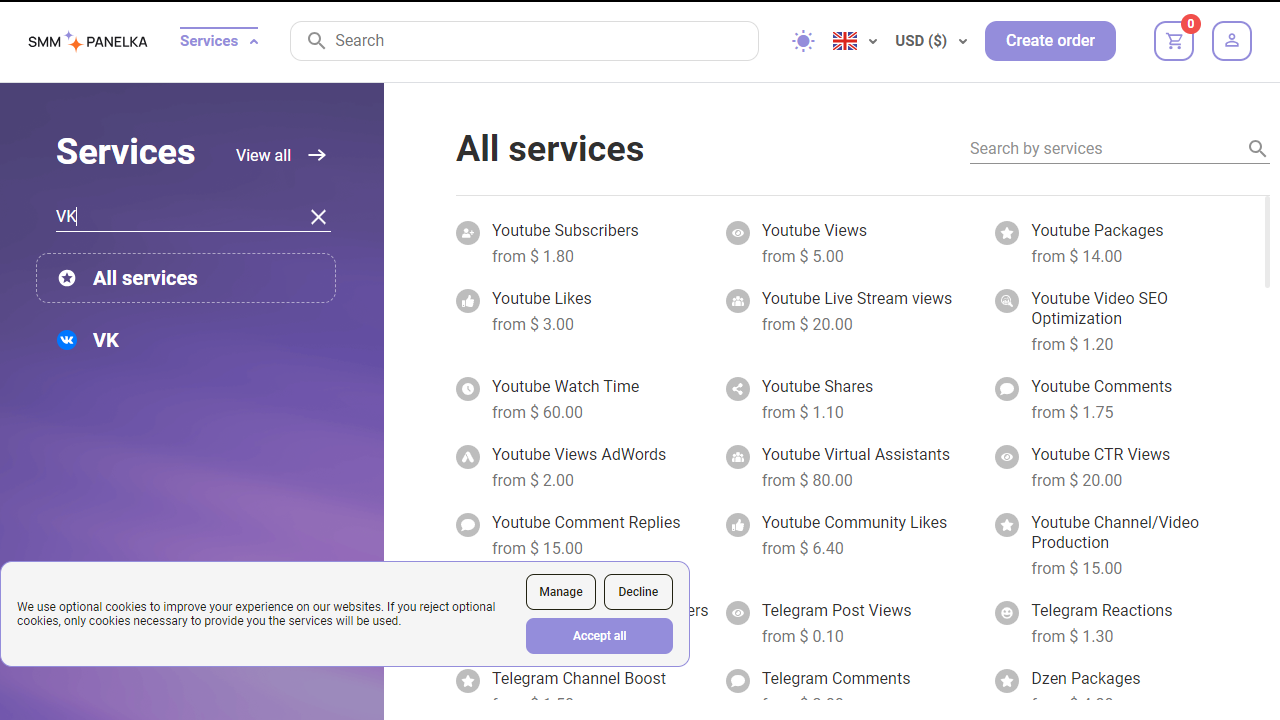 SMM PANELKA
Services
Search
USD ($)
Create order
0
Services
View all
VK
All services
VK
All services
Search by services
Youtube Subscribers
from $ 1.80
Youtube Views
from $ 5.00
Youtube Packages
from $ 14.00
Youtube Likes
from $ 3.00
Youtube Live Stream views
from $ 20.00
Youtube Video SEO
Optimization
from $ 1.20
Youtube Watch Time
from $ 60.00
Youtube Shares
from $ 1.10
Youtube Comments
from $ 1.75
Youtube Views AdWords
from $ 2.00
Youtube Virtual Assistants
from $ 80.00
Youtube CTR Views
from $ 20.00
Youtube Comment Replies
from $ 15.00
Youtube Community Likes
from $ 6.40
Youtube Channel/Video
Production
from $ 15.00
Telegram Post Views
from $ 0.10
Telegram Reactions
from $ 1.30
Telegram Channel Boost
Telegram Comments
Dzen Packages
We use optional cookies to improve your experience on our websites. If you reject optional
cookies, only cookies necessary to provide you the services will be used.
Manage
Decline
Accept all